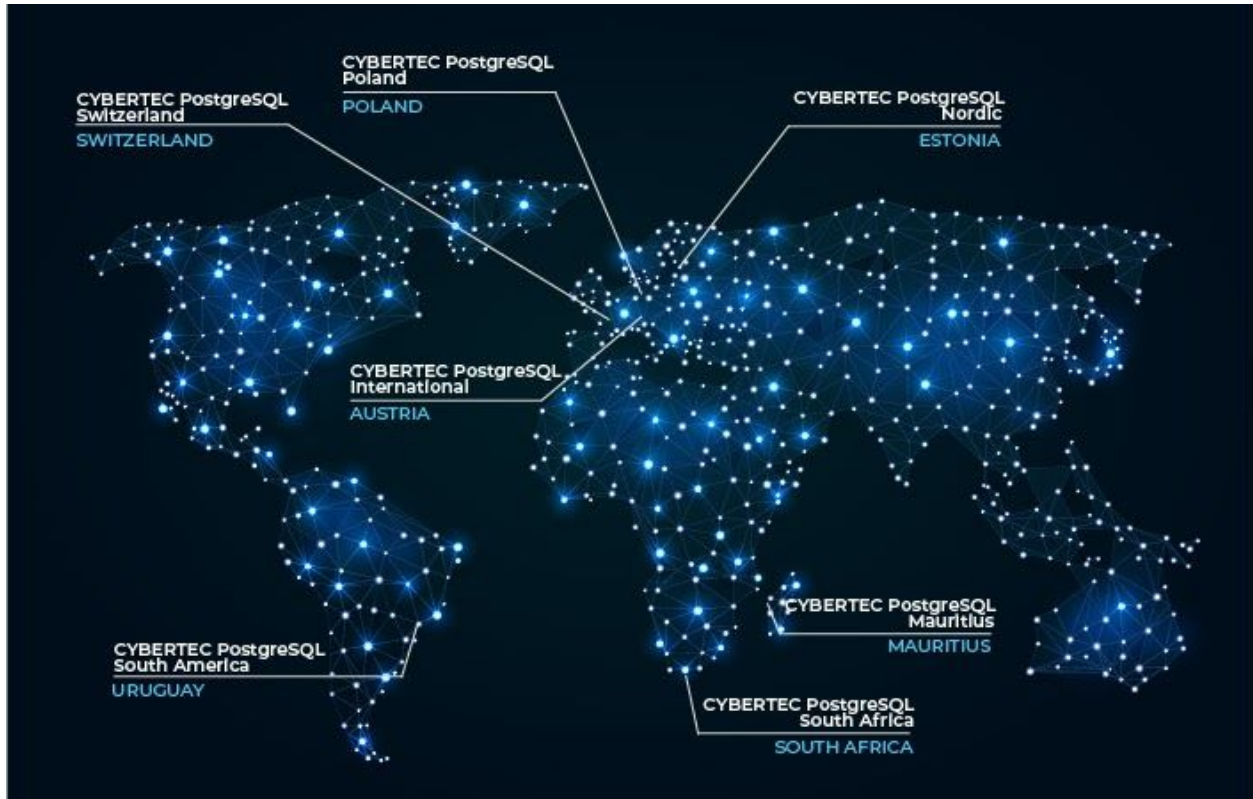 CYBERTEC PostgreSQL
Poland
POLAND
CYBERTEC PostgreSQL
Switzerland
SWITZERLAND
CYBERTEC PostgreSQL
Nordic
ESTONIA
CYBERTEC PostgreSQL
International
AUSTRIA
CYBERTEC PostgreSQL
Mauritius
MAURITIUS
CYBERTEC PostgreSQL
South America
URUGUAY
CYBERTEC PostgreSQL
South Africa
SOUTH AFRICA